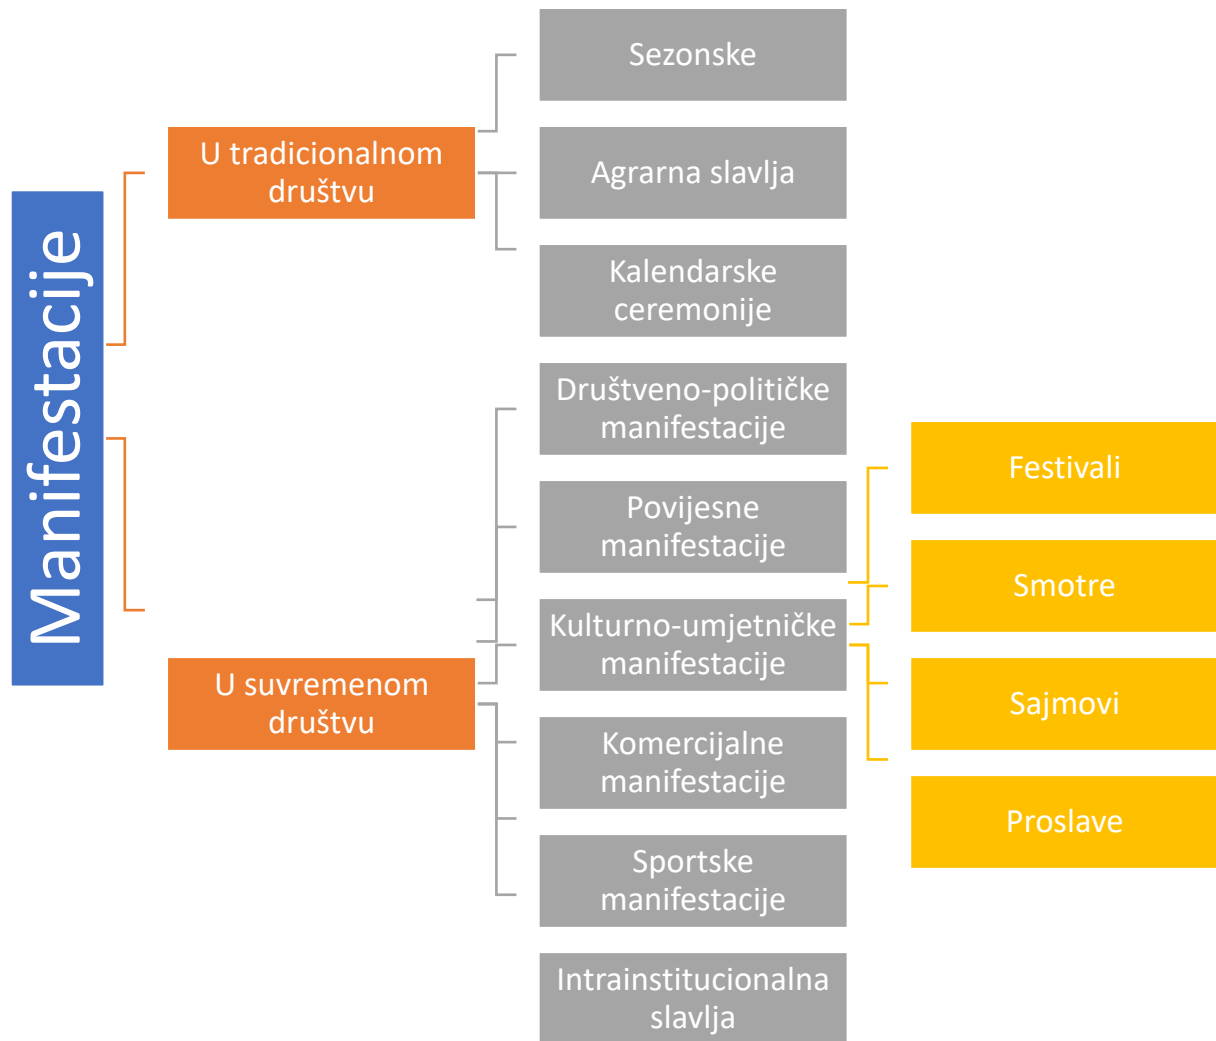 Manifestacije
U tradicionalnom
društvu
Sezonske
Agrarna slavlja
Kalendarske
ceremonije
U suvremenom
društvu
Društveno-političke
manifestacije
Povijesne
manifestacije
Kulturno-umjetničke
manifestacije
Festivali
Smotre
Sajmovi
Proslave
Komercijalne
manifestacije
Sportske
manifestacije
Intrainstitucionalna
slavlja